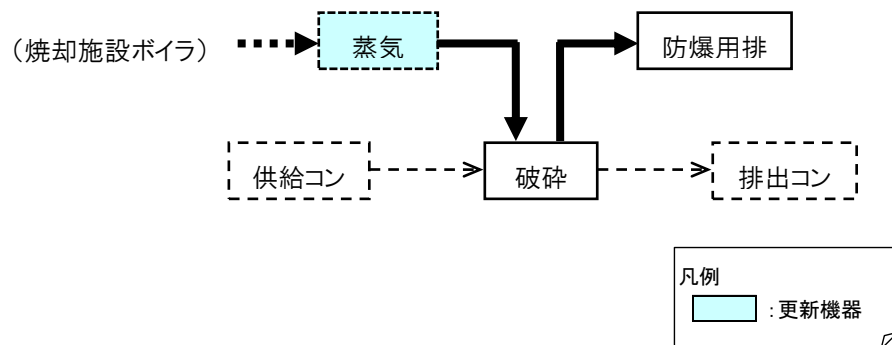 (焼却施設ボイラ)
蒸気
防爆用排
供給コン
破砕
排出コン
凡例
:更新機器